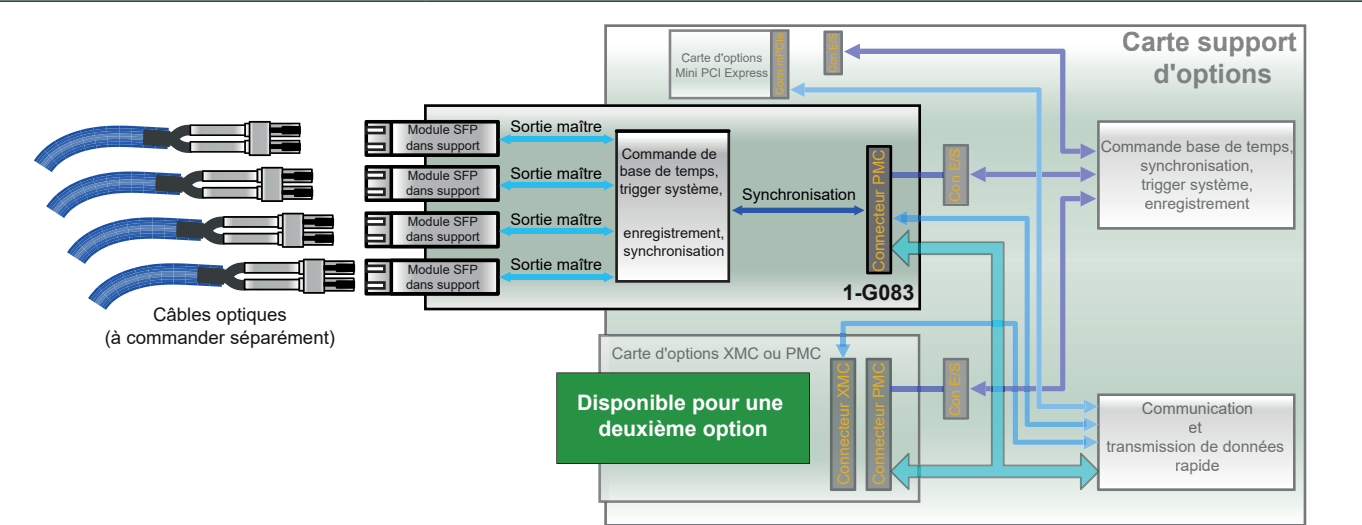 Carte support
d'options
Carte d'options
Mini PCI Express
Conn mPCIe
Con E/S
Module SFP
dans support
Sortie maître
Module SFP
dans support
Sortie maître
Module SFP
dans support
Sortie maître
Module SFP
dans support
Sortie maître
Commande de
base de temps,
trigger système,
enregistrement,
synchronisation
Synchronisation
Connecteur PMC
Con E/S
Commande base de temps,
synchronisation,
trigger système,
enregistrement
1-G083
Câbles optiques
(à commander séparément)
Carte d'options XMC ou PMC
Disponible pour une
deuxième option
Connecteur XMC
Connecteur PMC
Con E/S
Communication
et
transmission de données
rapide